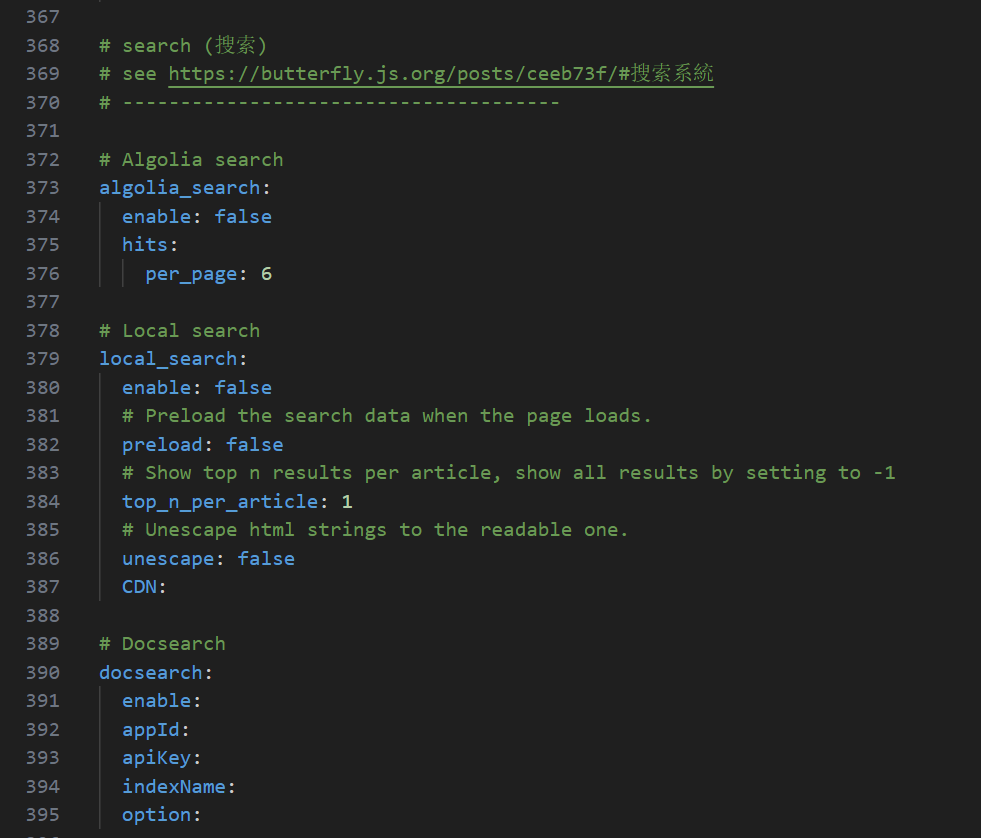 367
368 # search (搜索)
369 # see https://butterfly.js.org/posts/ceeb73f/#搜索系統
370 # --------------------------------------
371
372 # Algolia search
373 algolia_search:
374   enable: false
375   hits:
376     per_page: 6
377
378 # Local search
379 local_search:
380   enable: false
381   # Preload the search data when the page loads.
382   preload: false
383   # Show top n results per article, show all results by setting to -1
384   top_n_per_article: 1
385   # Unescape html strings to the readable one.
386   unescape: false
387   CDN:
388
389 # Docsearch
390 docsearch:
391   enable:
392   appId:
393   apiKey:
394   indexName:
395   option: